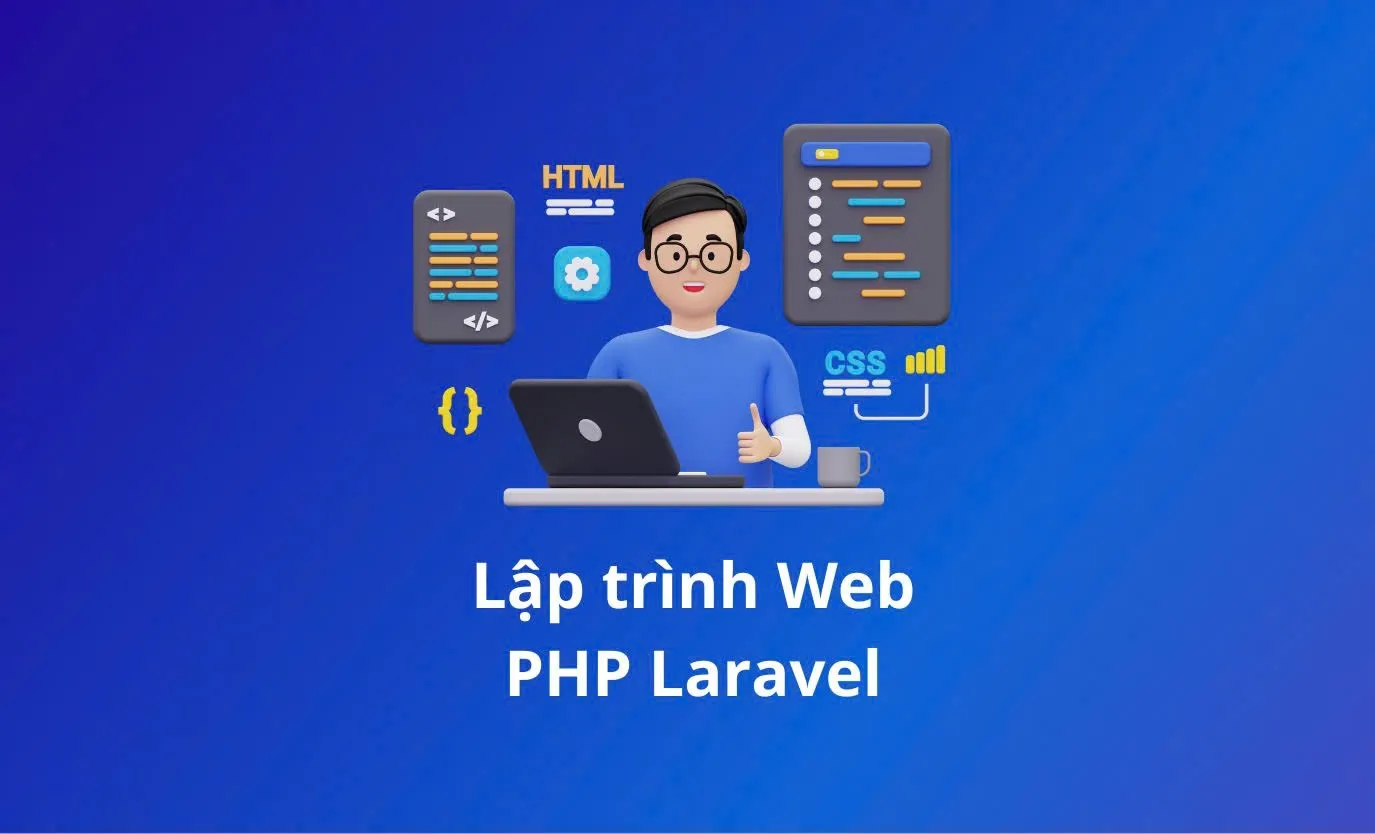 HTML
<>
</>
{}
CSS
Lập trình Web
PHP Laravel